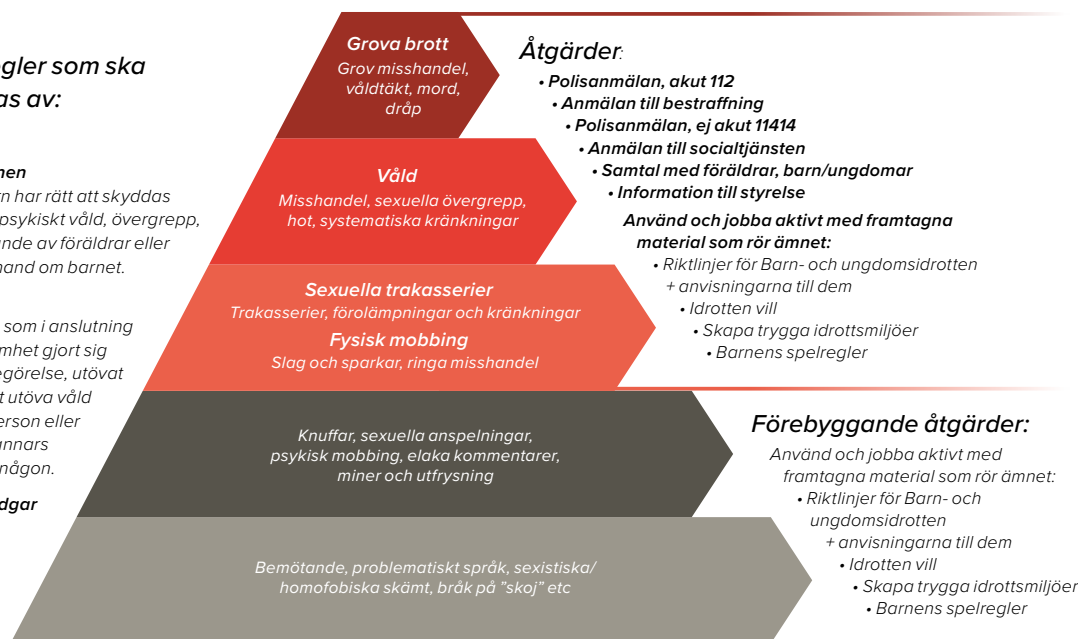 gler som ska
as av:
nen
rn har rätt att skyddas
psykiskt våld, övergrepp,
ande av föräldrar eller
hand om barnet.
som i anslutning
mhet gjort sig
egörelse, utövat
t utöva våld
erson eller
annars
någon.
dgar
Grova brott
Grov misshandel,
våldtäkt, mord,
dråp
Våld
Misshandel, sexuella övergrepp,
hot, systematiska kränkningar
Sexuella trakasserier
Trakasserier, förolämpningar och kränkningar
Fysisk mobbing
Slag och sparkar, ringa misshandel
Knuffar, sexuella anspelningar,
psykisk mobbing, elaka kommentarer,
miner och utfrysning
Bemötande, problematiskt språk, sexistiska/
homofobiska skämt, bråk på ”skoj” etc
Åtgärder:
• Polisanmälan, akut 112
• Anmälan till bestraffning
• Polisanmälan, ej akut 11414
• Anmälan till socialtjänsten
• Samtal med föräldrar, barn/ungdomar
• Information till styrelse
Använd och jobba aktivt med framtagna
material som rör ämnet:
• Riktlinjer för Barn- och ungdomsidrotten
+ anvisningarna till dem
• Idrotten vill
• Skapa trygga idrottsmiljöer
• Barnens spelregler
Förebyggande åtgärder:
Använd och jobba aktivt med
framtagna material som rör ämnet:
• Riktlinjer för Barn- och
ungdomsidrotten
+ anvisningarna till dem
• Idrotten vill
• Skapa trygga idrottsmiljöer
• Barnens spelregler